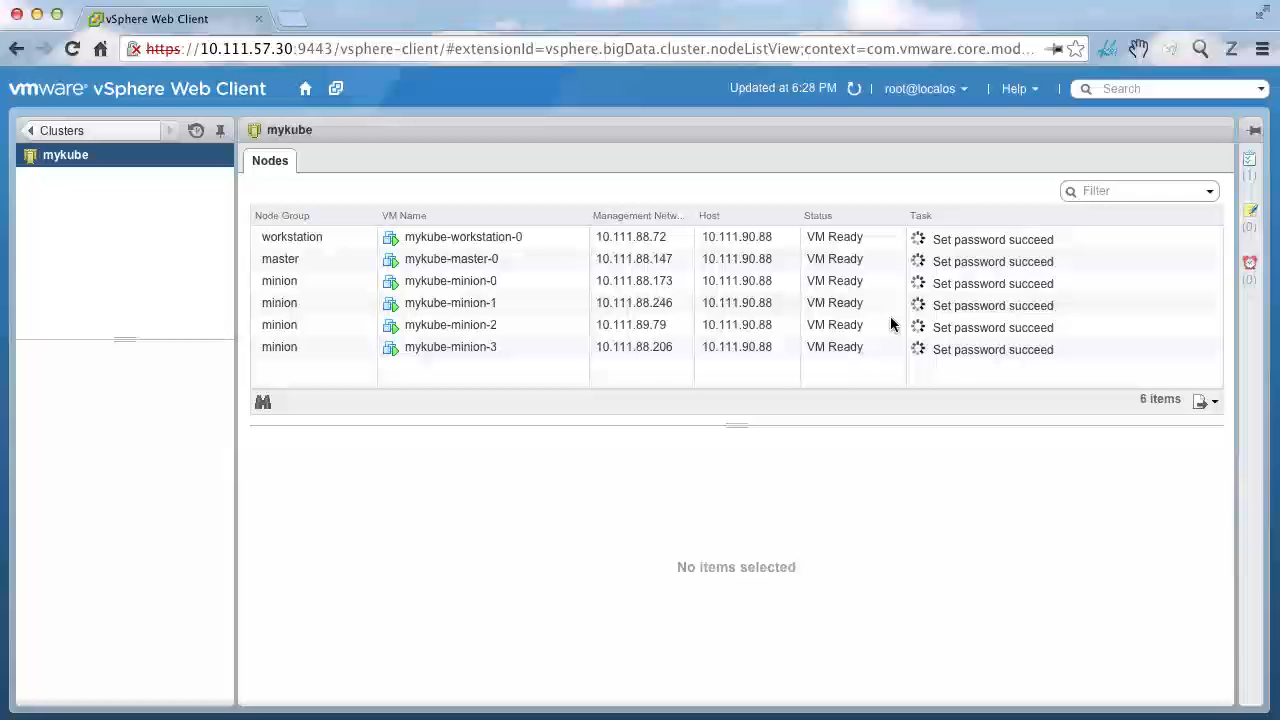 vSphere Web Client
https://10.111.57.30:9443/vsphere-client/#extensionId=vsphere.bigData.cluster.nodeListView;context=com.vmware.core.mod...
vmware® vSphere Web Client
Updated at 6:28 PM
root@localos
Help
Search
Clusters
mykube
mykube
Nodes
Filter
Node Group VM Name Management Netw... Host Status Task
workstation mykube-workstation-0 10.111.88.72 10.111.90.88 VM Ready Set password succeed
master mykube-master-0 10.111.88.147 10.111.90.88 VM Ready Set password succeed
minion mykube-minion-0 10.111.88.173 10.111.90.88 VM Ready Set password succeed
minion mykube-minion-1 10.111.88.246 10.111.90.88 VM Ready Set password succeed
minion mykube-minion-2 10.111.89.79 10.111.90.88 VM Ready Set password succeed
minion mykube-minion-3 10.111.88.206 10.111.90.88 VM Ready Set password succeed
6 items
No items selected
(1)
(0)
(0)